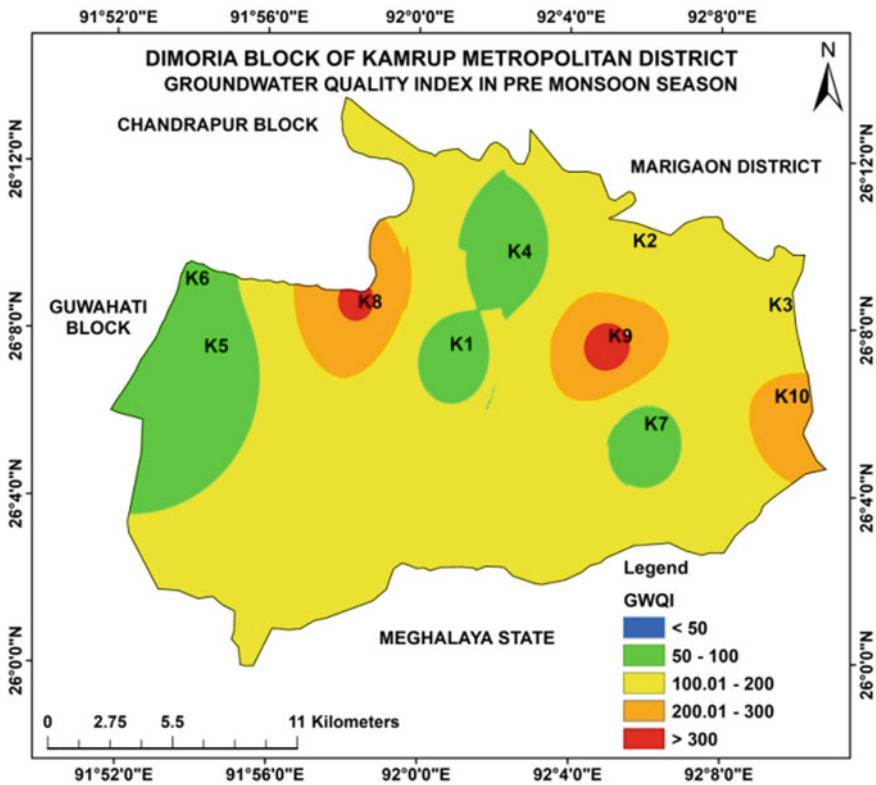 91°52'0"E 91°56'0"E 92°0'0"E 92°4'0"E 92°8'0"E
DIMORIA BLOCK OF KAMRUP METROPOLITAN DISTRICT
GROUNDWATER QUALITY INDEX IN PRE MONSOON SEASON
N
CHANDRAPUR BLOCK
26°12'0"N
26°12'0"N
MARIGAON DISTRICT
K2
K4
K6
K8
K3
GUWAHATI
BLOCK
26°8'0"N
26°8'0"N
K5
K1
K9
K10
K7
26°4'0"N
26°4'0"N
Legend
GWQI
< 50
MEGHALAYA STATE
50 - 100
26°0'0"N
26°0'0"N
100.01 - 200
200.01 - 300
> 300
0 2.75 5.5 11 Kilometers
91°52'0"E 91°56'0"E 92°0'0"E 92°4'0"E 92°8'0"E